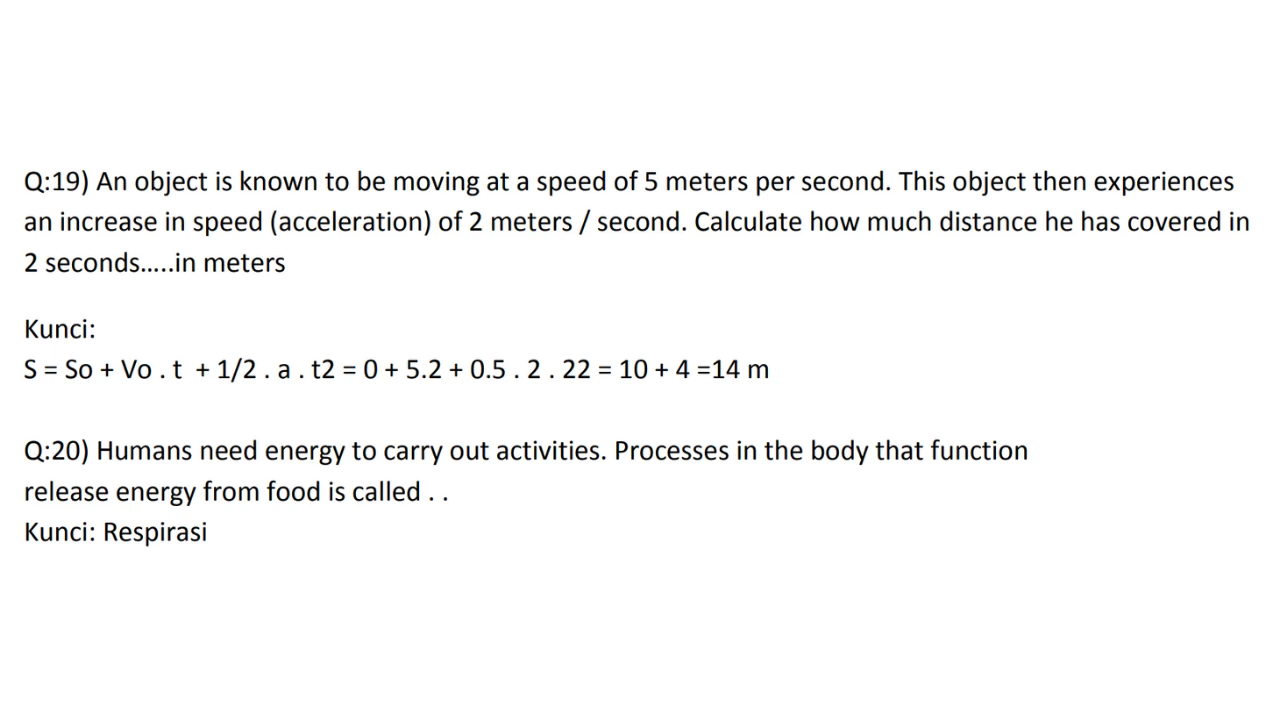 Q:19) An object is known to be moving at a speed of 5 meters per second. This object then experiences
an increase in speed (acceleration) of 2 meters / second. Calculate how much distance he has covered in
2 seconds.....in meters
Kunci:
S = So + Vo . t  + 1/2 . a . t2 = 0 + 5.2 + 0.5 . 2 . 22 = 10 + 4 =14 m
Q:20) Humans need energy to carry out activities. Processes in the body that function
release energy from food is called . .
Kunci: Respirasi